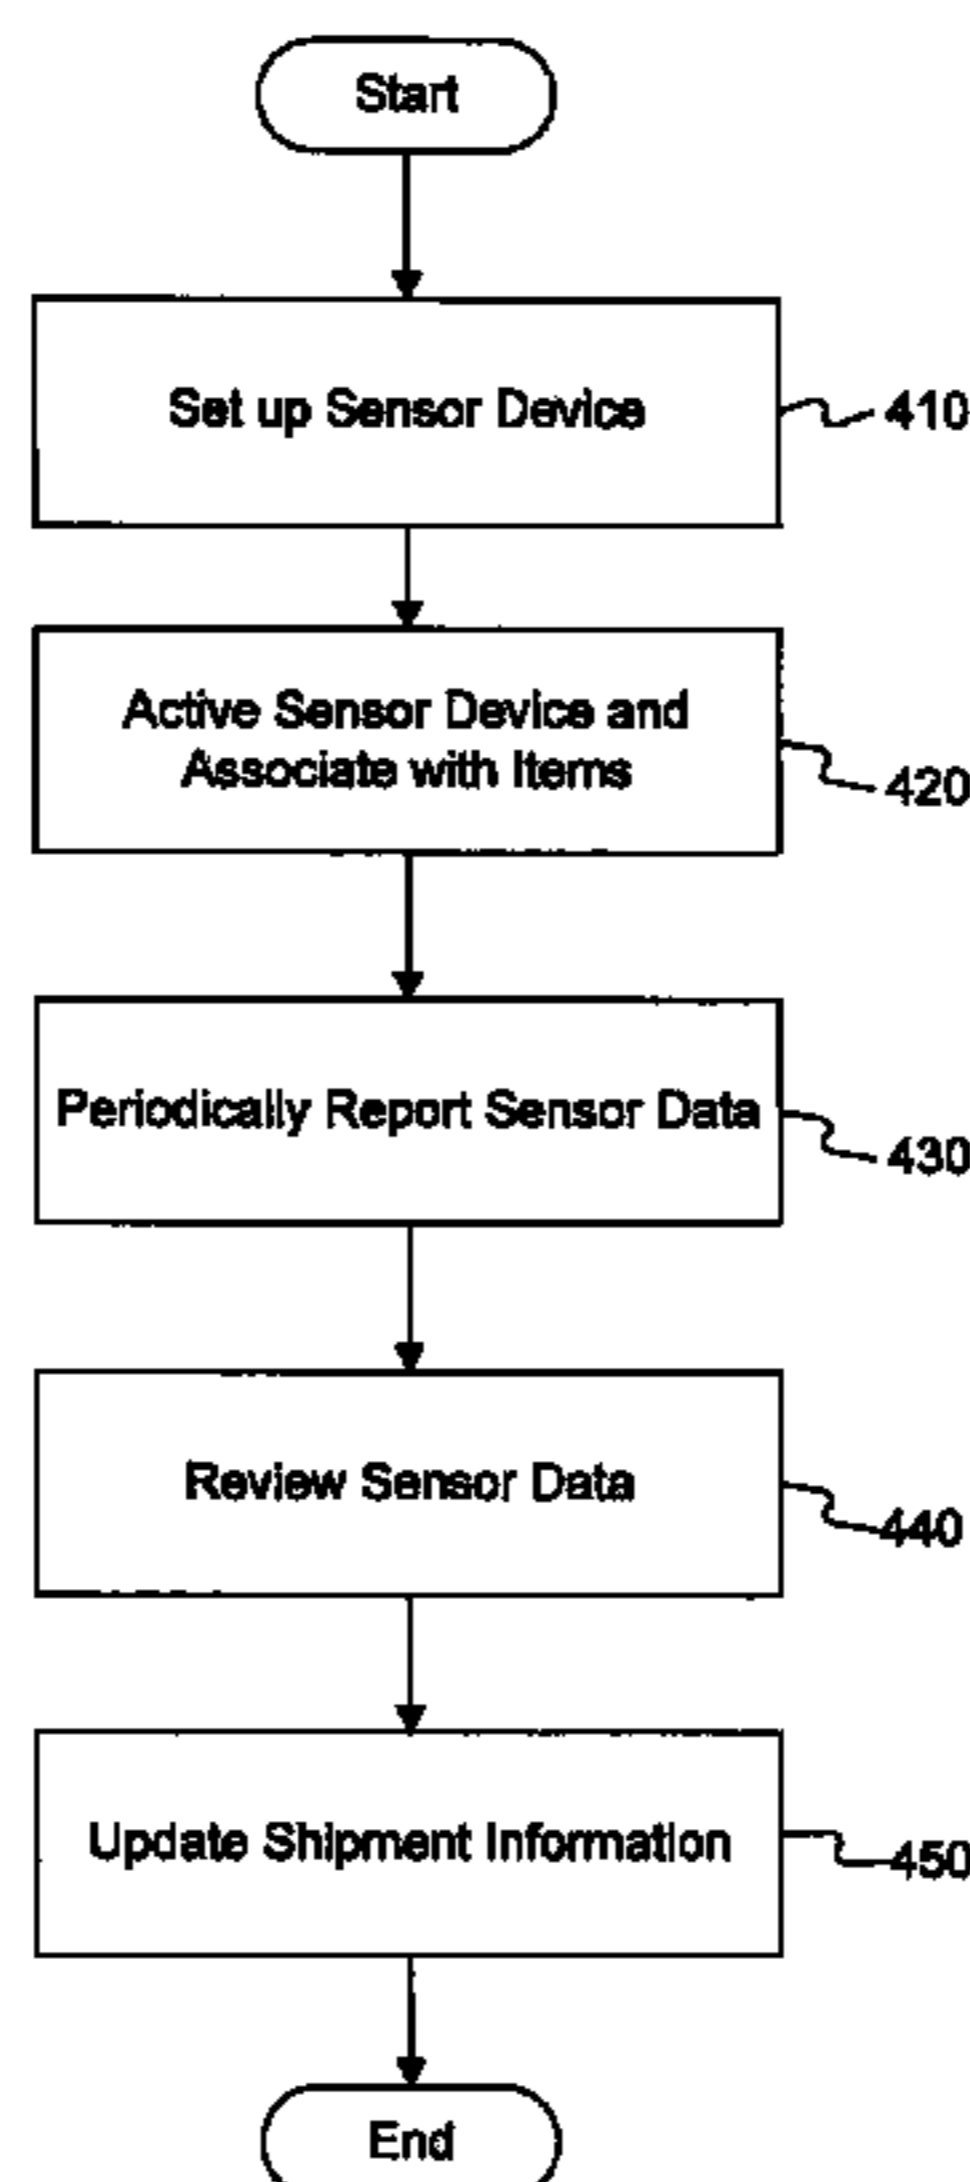 Start
Set up Sensor Device
410
Active Sensor Device and
Associate with Items
420
Periodically Report Sensor Data
430
Review Sensor Data
440
Update Shipment Information
450
End